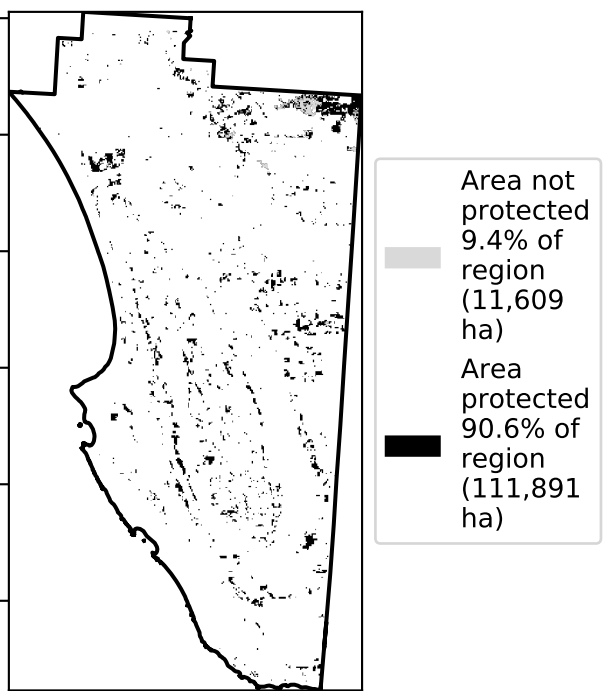 Area not
protected
9.4% of
region
(11,609
ha)
Area
protected
90.6% of
region
(111,891
ha)